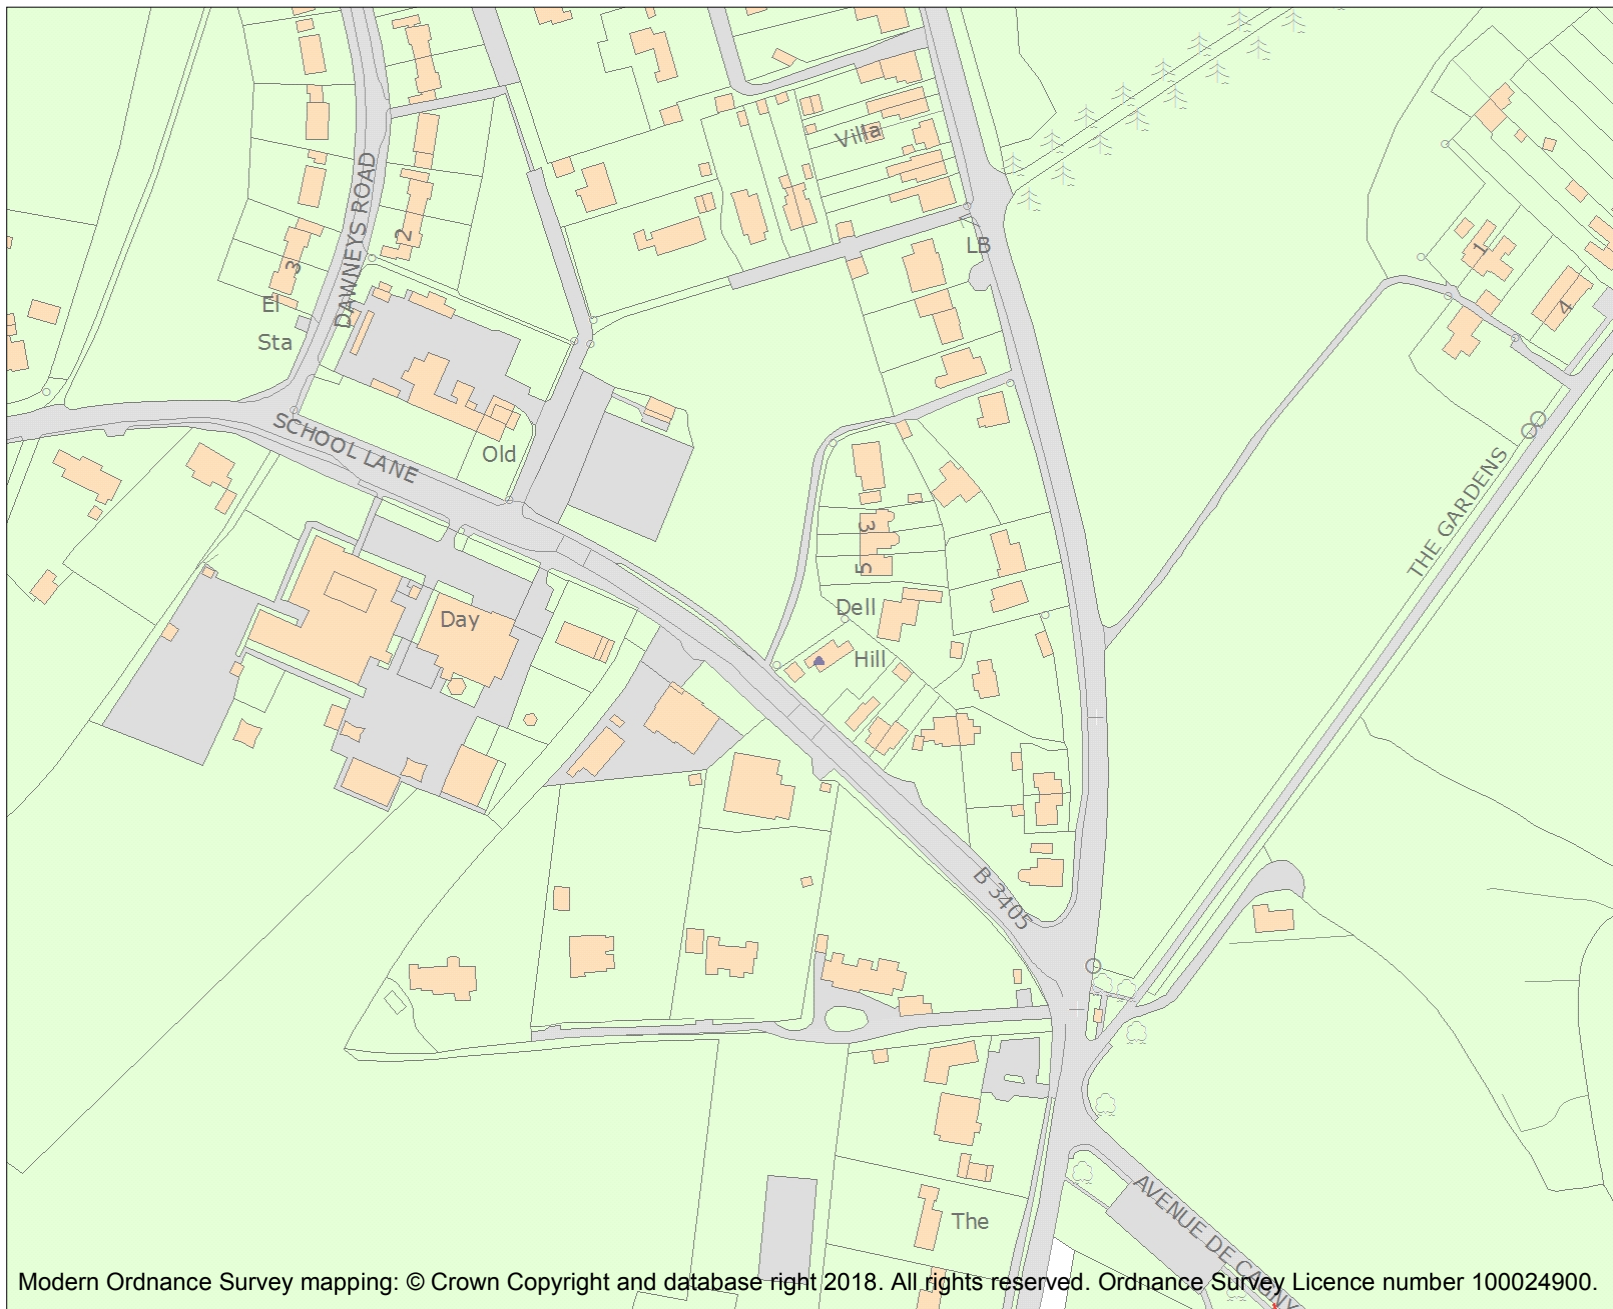 Villa
DAWNEYS ROAD
2
LB
3
1
El
4
Sta
SCHOOL LANE
Old
THE GARDENS
3
5
Dell
Day
Hill
B 3405
AVENUE DE CAGNY
The
Modern Ordnance Survey mapping: © Crown Copyright and database right 2018. All rights reserved. Ordnance Survey Licence number 100024900.